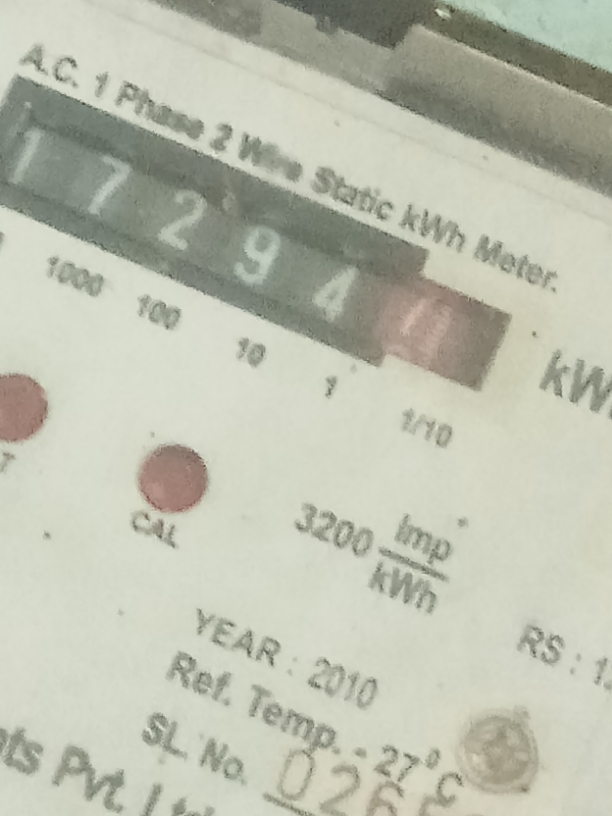 A.C. 1 Phase 2 Wire Static kWh Meter.
1 7 2 9 4
1000 100 10 1 1/10
CAL
3200 Imp
kWh
YEAR : 2010
RS :
Ref. Temp. - 27° C
SL. No. 026
Pvt.